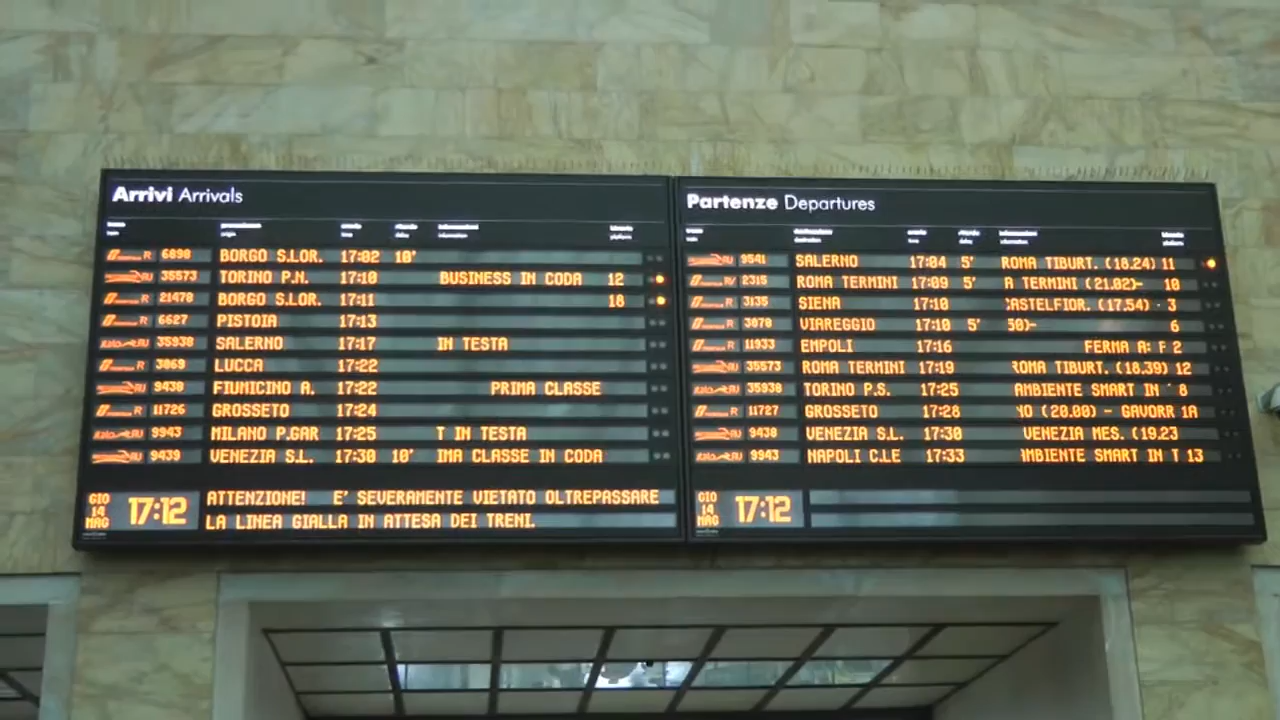 Arrivi Arrivals
R 6898 BORGO S.LOR. 17:02 10'
35573 TORINO P.N. 17:10 BUSINESS IN CODA 12
R 21478 BORGO S.LOR. 17:11 18
R 6627 PISTOIA 17:13
35938 SALERNO 17:17 IN TESTA
R 3869 LUCCA 17:22
9438 FIUMICINO A. 17:22 PRIMA CLASSE
R 11726 GROSSETO 17:24
9943 MILANO P.GAR 17:25 T IN TESTA
9439 VENEZIA S.L. 17:30 10' IMA CLASSE IN CODA
GIO 14 MAG 17:12
ATTENZIONE! E' SEVERAMENTE VIETATO OLTREPASSARE
LA LINEA GIALLA IN ATTESA DEI TRENI.
Partenze Departures
9541 SALERNO 17:04 5' ROMA TIBURT. (18.24) 11
2315 ROMA TERMINI 17:09 5' A TERMINI (21.02)- 10
R 3135 SIENA 17:10 CASTELFIOR. (17.54) - 3
R 3078 VIAREGGIO 17:10 5' 50)- 6
R 11933 EMPOLI 17:16 FERMA A: F 2
35573 ROMA TERMINI 17:19 ROMA TIBURT. (18.39) 12
35938 TORINO P.S. 17:25 AMBIENTE SMART IN 8
R 11727 GROSSETO 17:28 NO (20.00) - GAVORR 1A
9438 VENEZIA S.L. 17:30 VENEZIA MES. (19.23
9943 NAPOLI C.LE 17:33 AMBIENTE SMART IN T 13
GIO 14 MAG 17:12